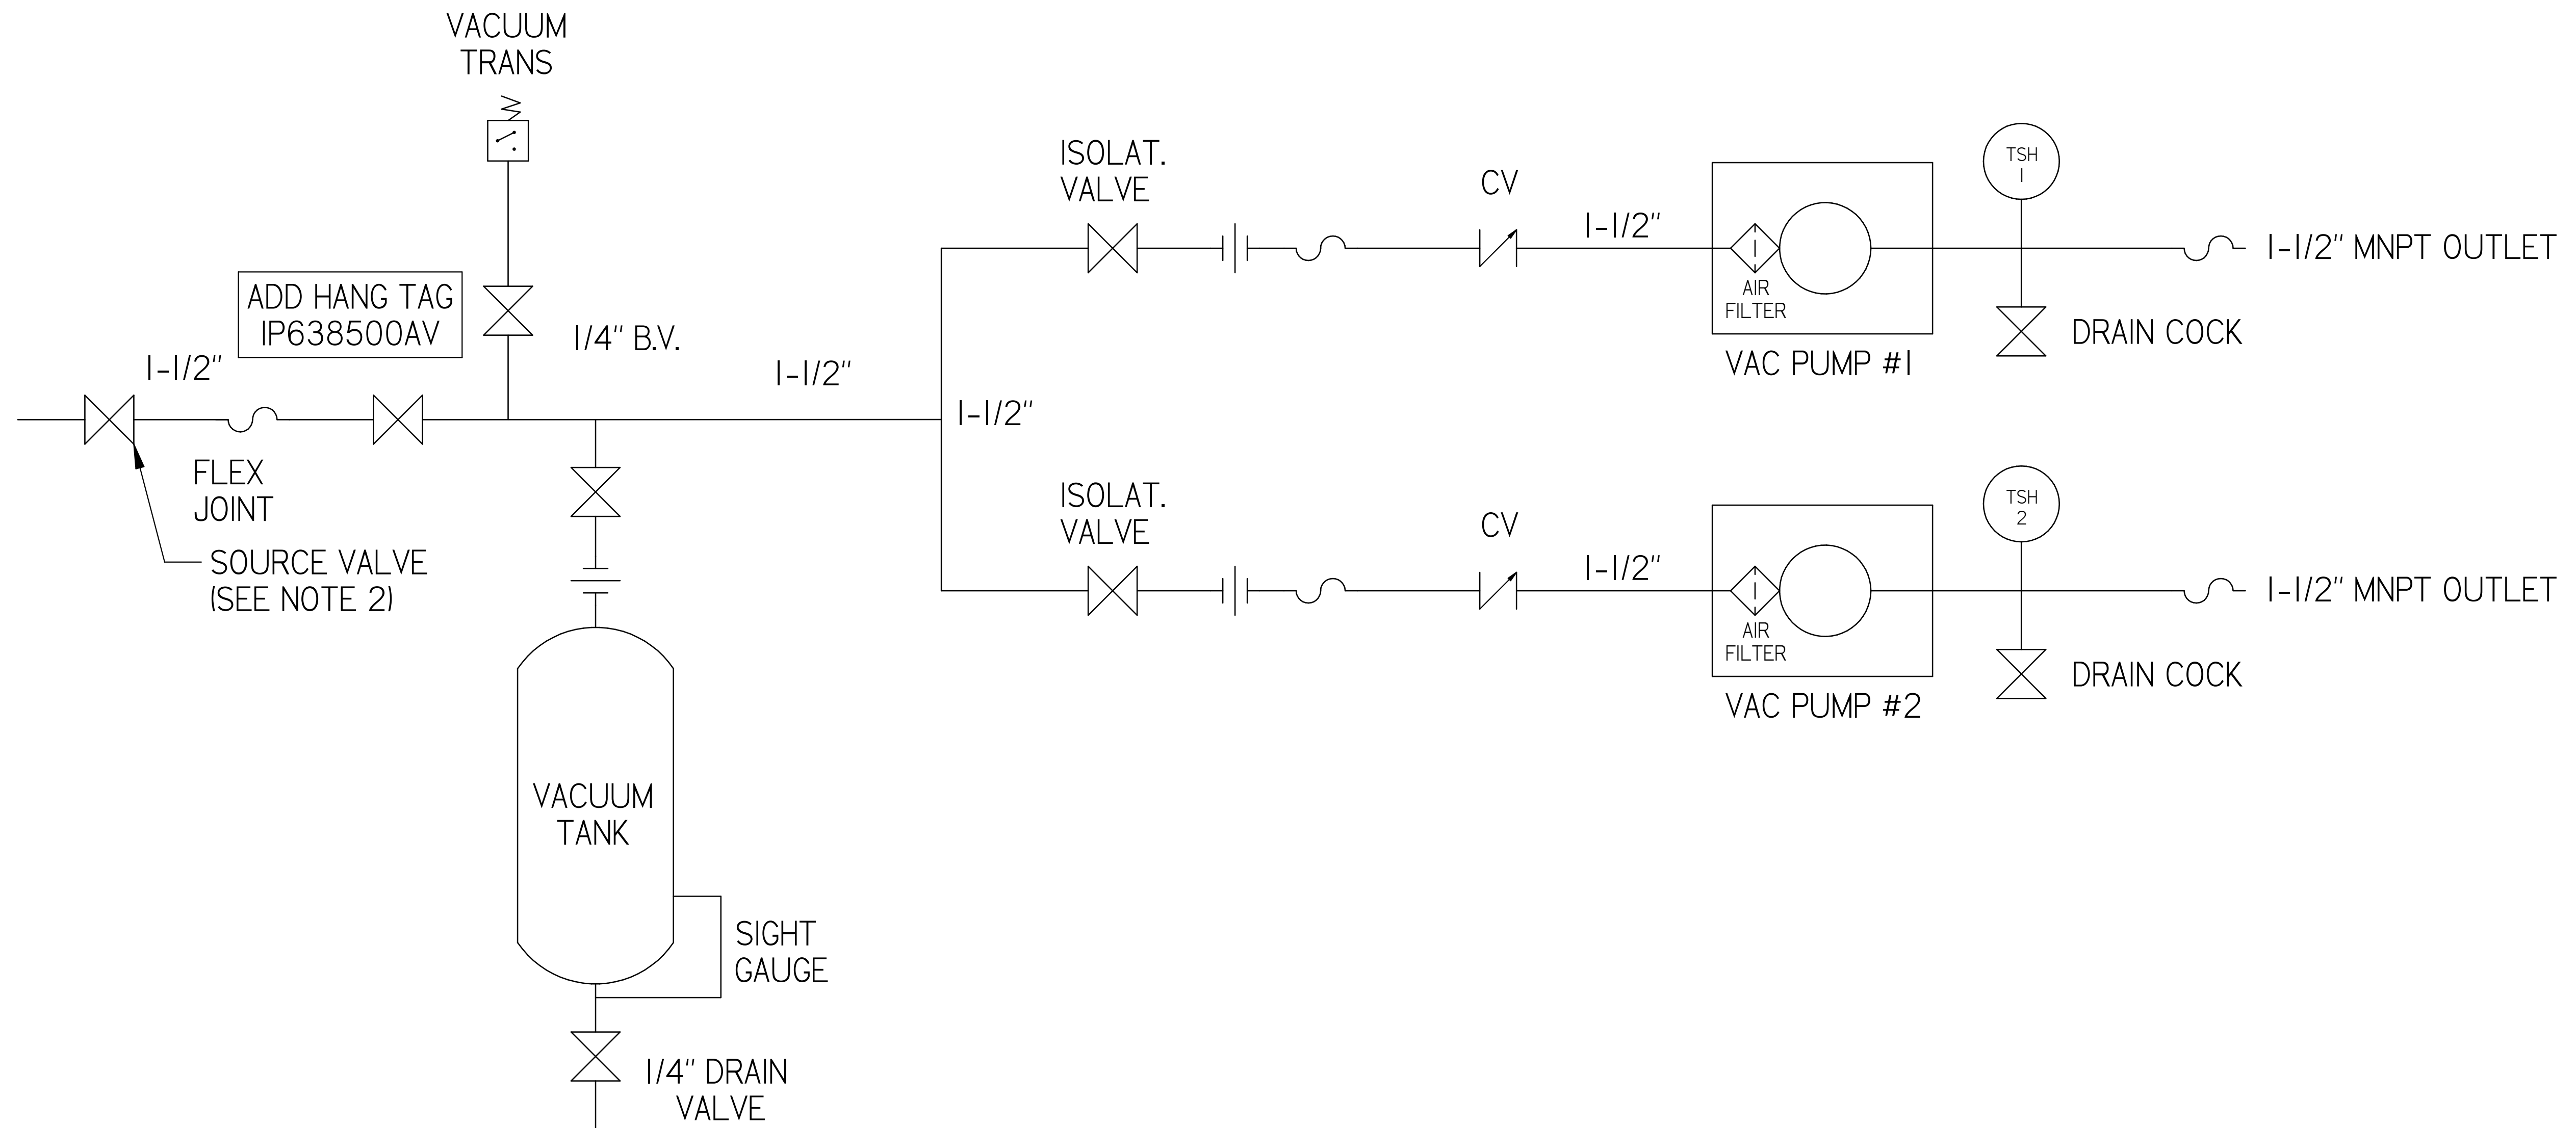 VACUUM
TRANS
ADD HANG TAG
IP638500AV
1/4" B.V.
1-1/2"
1-1/2"
1-1/2"
FLEX
JOINT
SOURCE VALVE
(SEE NOTE 2)
VACUUM
TANK
SIGHT
GAUGE
1/4" DRAIN
VALVE
ISOLAT.
VALVE
CV
1-1/2"
AIR
FILTER
VAC PUMP #1
TSH
1
1-1/2" MNPT OUTLET
DRAIN COCK
ISOLAT.
VALVE
CV
1-1/2"
AIR
FILTER
VAC PUMP #2
TSH
2
1-1/2" MNPT OUTLET
DRAIN COCK